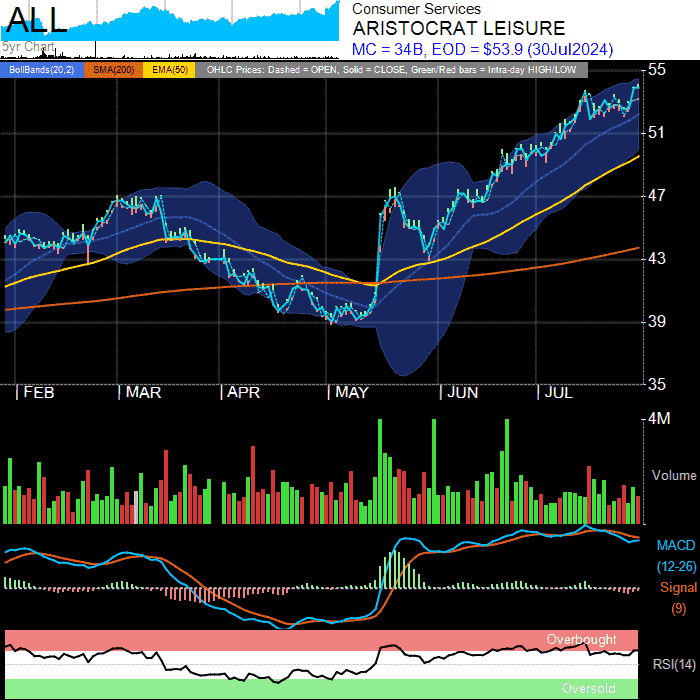 ALL
5yr Chart
Consumer Services
ARISTOCRAT LEISURE
MC = 34B, EOD = $53.9 (30Jul2024)
BollBands(20,2) SMA(200) EMA(50) OHLC Prices: Dashed = OPEN, Solid = CLOSE, Green/Red bars = Intra-day HIGH/LOW
55
51
47
43
39
35
| FEB | MAR | APR | MAY | JUN | JUL
4M
Volume
MACD
(12-26)
Signal
(9)
Overbought
RSI(14)
Oversold